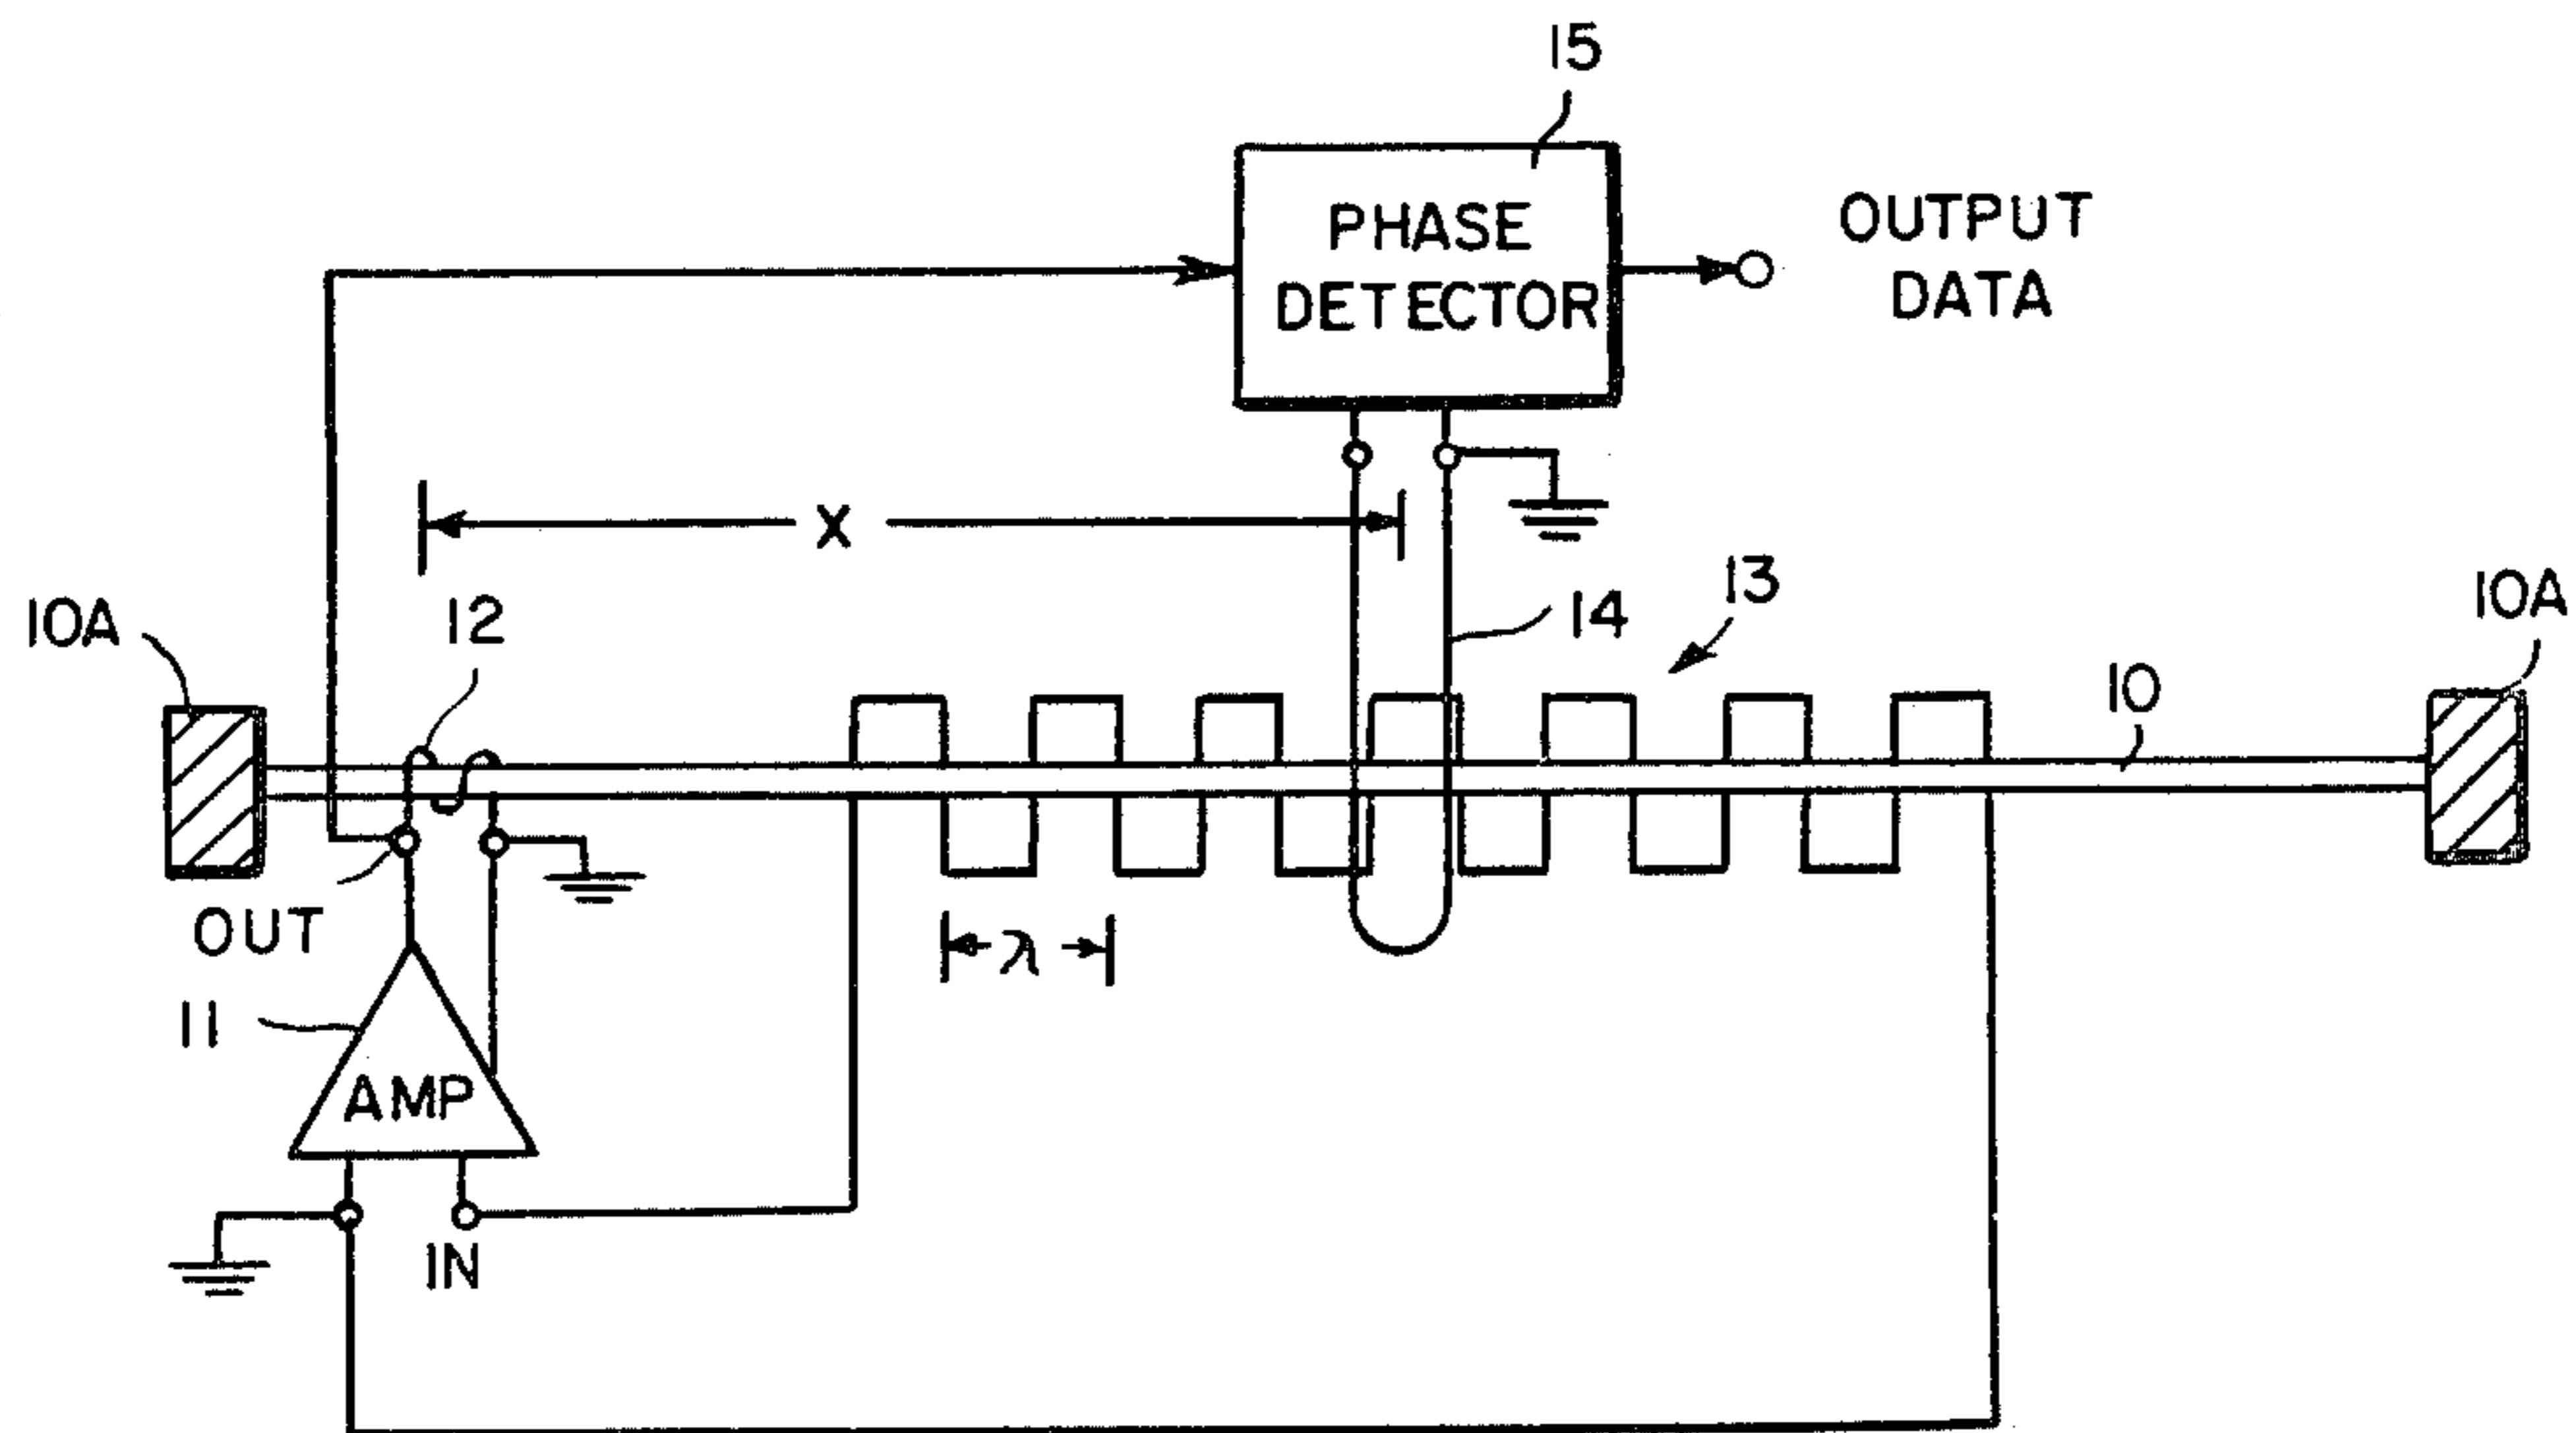 15
PHASE
DETECTOR
OUTPUT
DATA
X
10A
12
14
13
10A
10
OUT
λ
11
AMP
IN